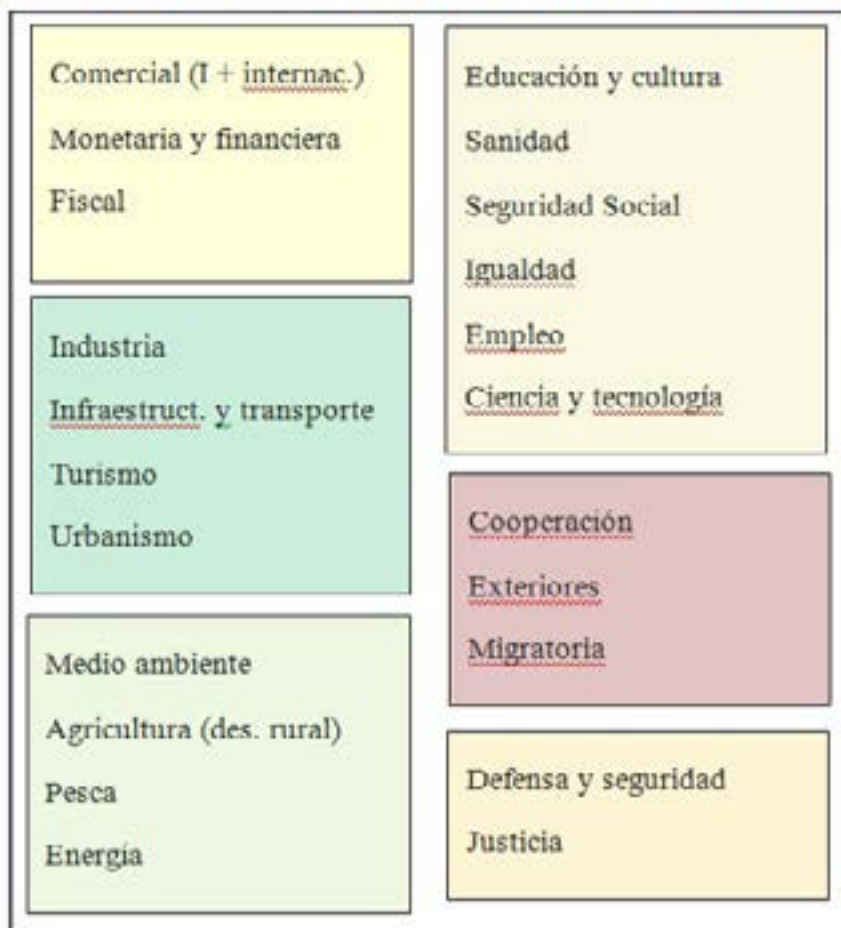 Comercial (I + internac.)
Monetaria y financiera
Fiscal
Industria
Infraestruct. y transporte
Turismo
Urbanismo
Medio ambiente
Agricultura (des. rural)
Pesca
Energía
Educación y cultura
Sanidad
Seguridad Social
Igualdad
Empleo
Ciencia y tecnología
Cooperación
Exteriores
Migratoria
Defensa y seguridad
Justicia